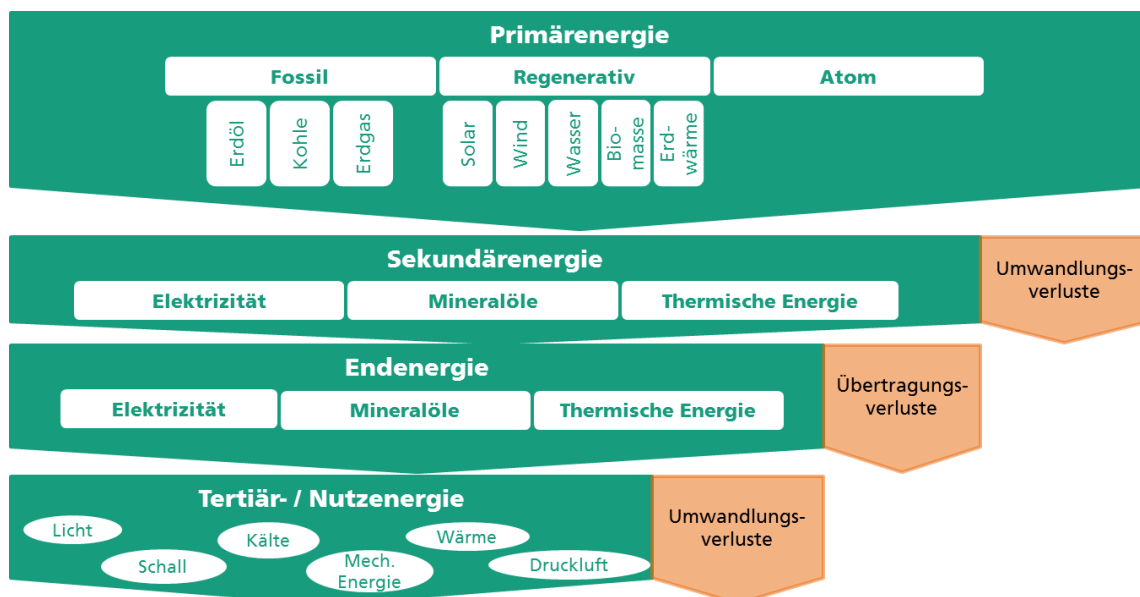 Primärenergie
Fossil
Regenerativ
Atom
Erdöl
Kohle
Erdgas
Solar
Wind
Wasser
Bio-
masse
Erd-
wärme
Sekundärenergie
Elektrizität
Mineralöle
Thermische Energie
Umwandlungs-
verluste
Endenergie
Elektrizität
Mineralöle
Thermische Energie
Übertragungs-
verluste
Tertiär- / Nutzenergie
Licht
Schall
Kälte
Mech.
Energie
Wärme
Druckluft
Umwandlungs-
verluste